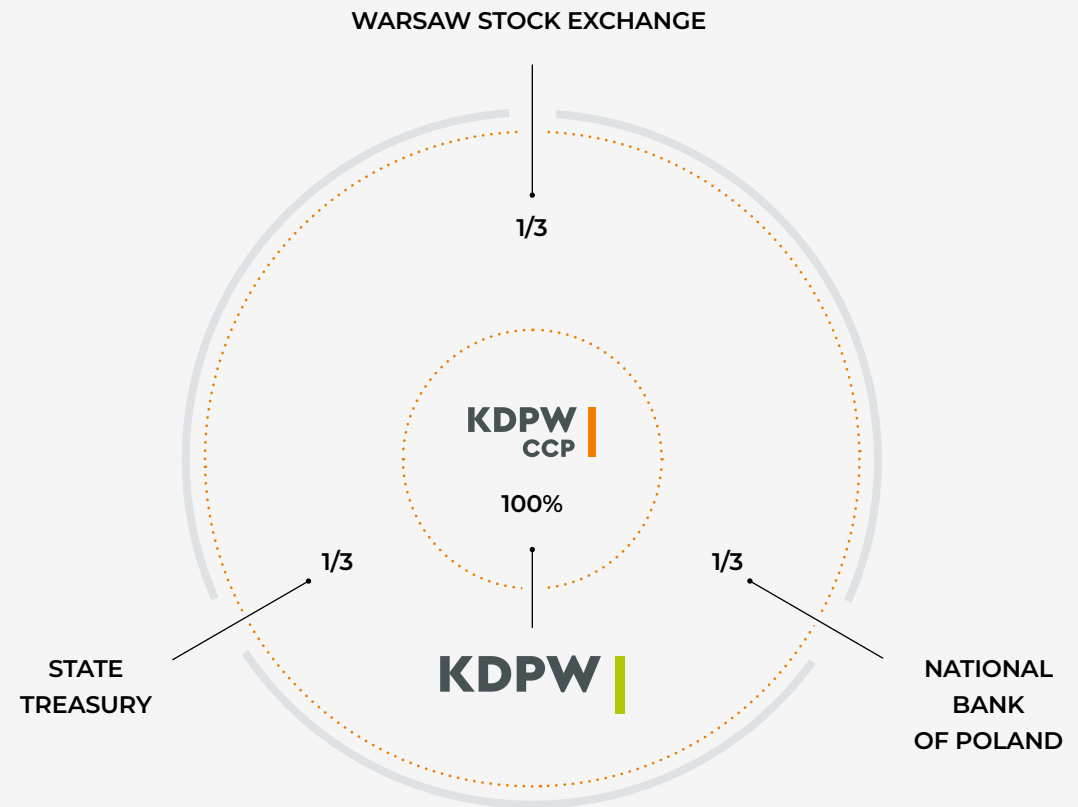 WARSAW STOCK EXCHANGE
1/3
KDPW
CCP
100%
1/3
1/3
KDPW
STATE
TREASURY
NATIONAL
BANK
OF POLAND